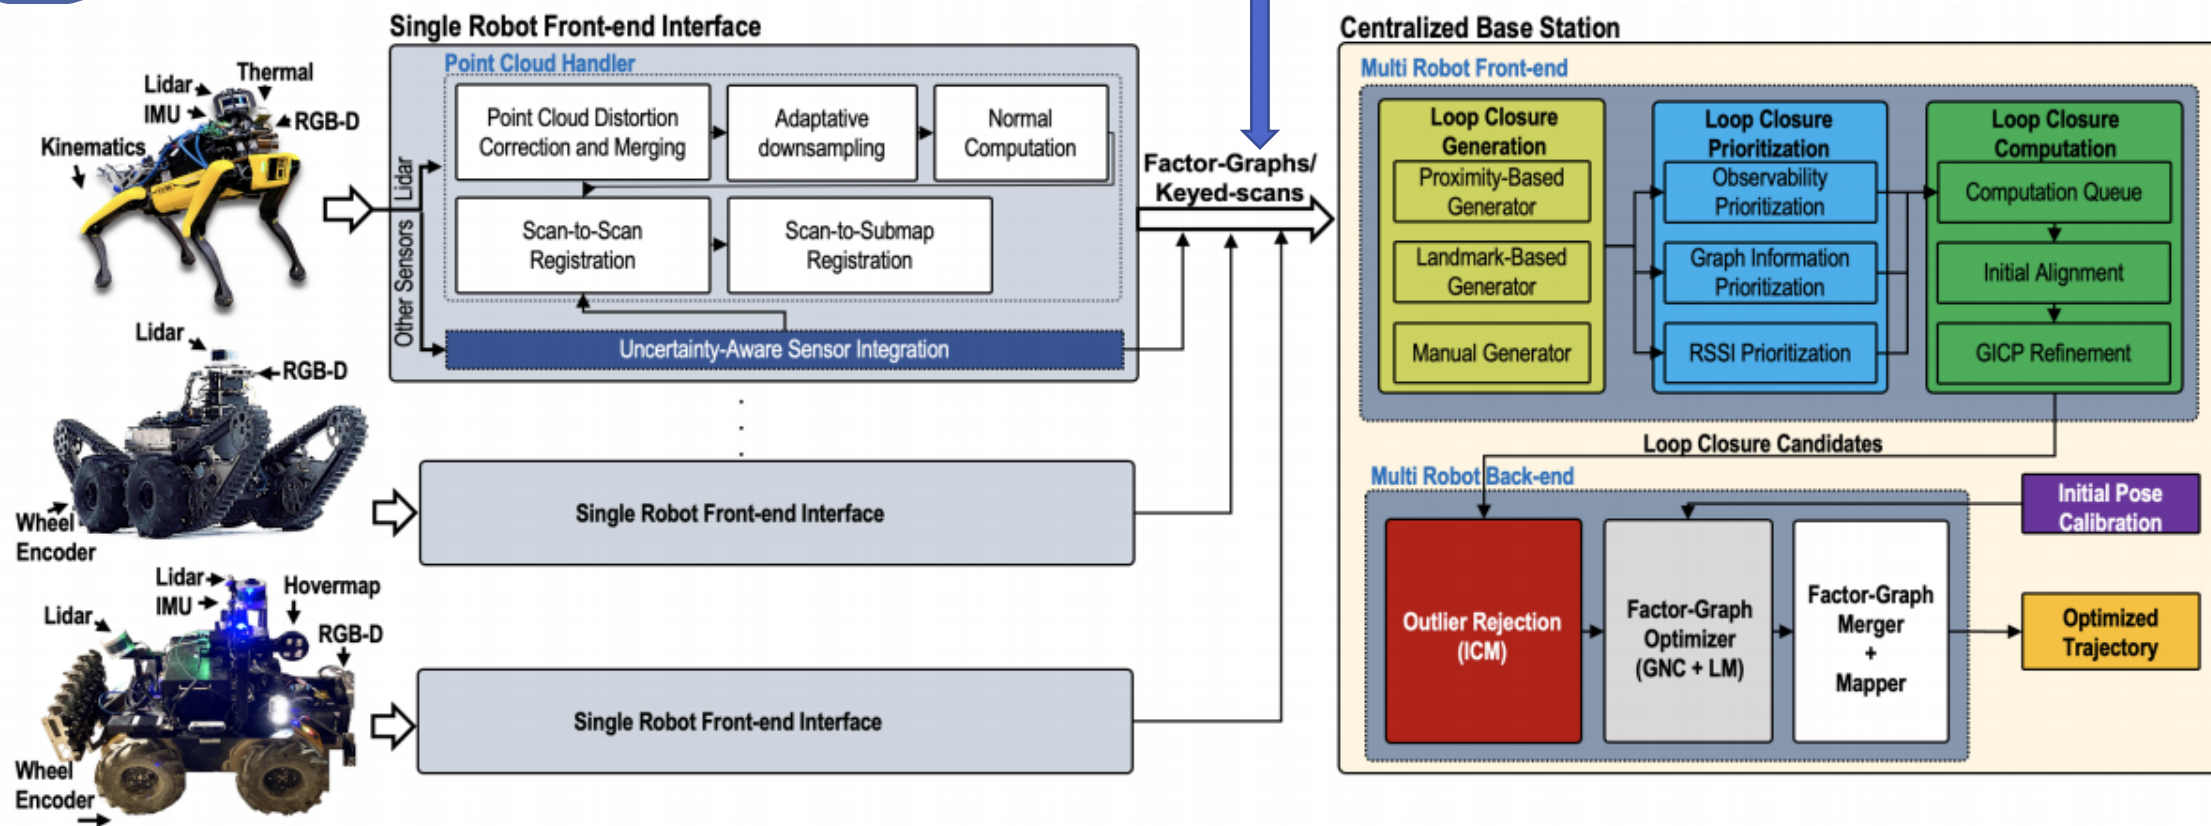 Single Robot Front-end Interface
Centralized Base Station
Point Cloud Handler
Multi Robot Front-end
Lidar
Thermal
IMU
RGB-D
Kinematics
Lidar
Other Sensors
Point Cloud Distortion
Correction and Merging
Adaptative
downsampling
Normal
Computation
Scan-to-Scan
Registration
Scan-to-Submap
Registration
Uncertainty-Aware Sensor Integration
Factor-Graphs/
Keyed-scans
Loop Closure
Generation
Proximity-Based
Generator
Landmark-Based
Generator
Manual Generator
Loop Closure
Prioritization
Observability
Prioritization
Graph Information
Prioritization
RSSI Prioritization
Loop Closure
Computation
Computation Queue
Initial Alignment
GICP Refinement
Lidar
RGB-D
Wheel
Encoder
Single Robot Front-end Interface
Loop Closure Candidates
Multi Robot Back-end
Initial Pose
Calibration
Outlier Rejection
(ICM)
Factor-Graph
Optimizer
(GNC + LM)
Factor-Graph
Merger
+
Mapper
Optimized
Trajectory
Lidar
IMU
Hovermap
Lidar
RGB-D
Wheel
Encoder
Single Robot Front-end Interface